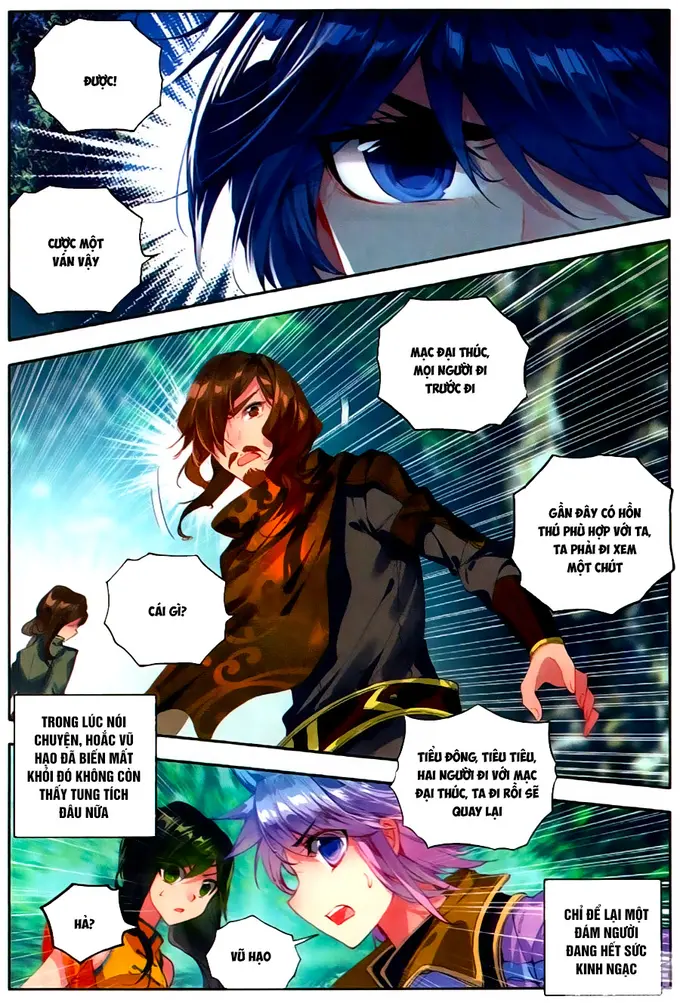 ĐƯỢC!
CƯỢC MỘT
VÁN VẬY
MẠC ĐẠI THÚC,
MỌI NGƯỜI ĐI
TRƯỚC ĐI
GẦN ĐÂY CÓ HỒN
THÚ PHÙ HỢP VỚI TA,
TA PHẢI ĐI XEM
MỘT CHÚT
CÁI GÌ?
TRONG LÚC NÓI
CHUYỆN, HOẮC VŨ
HẠO ĐÃ BIẾN MẤT
KHỎI ĐÓ KHÔNG CÒN
THẤY TUNG TÍCH
ĐÂU NỮA
TIỂU ĐÔNG, TIÊU TIÊU,
HAI NGƯỜI ĐI VỚI MẠC
ĐẠI THÚC, TA ĐI RỒI SẼ
QUAY LẠI
HẢ?
VŨ HẠO
CHỈ ĐỂ LẠI MỘT
ĐÁM NGƯỜI
ĐANG HẾT SỨC
KINH NGẠC